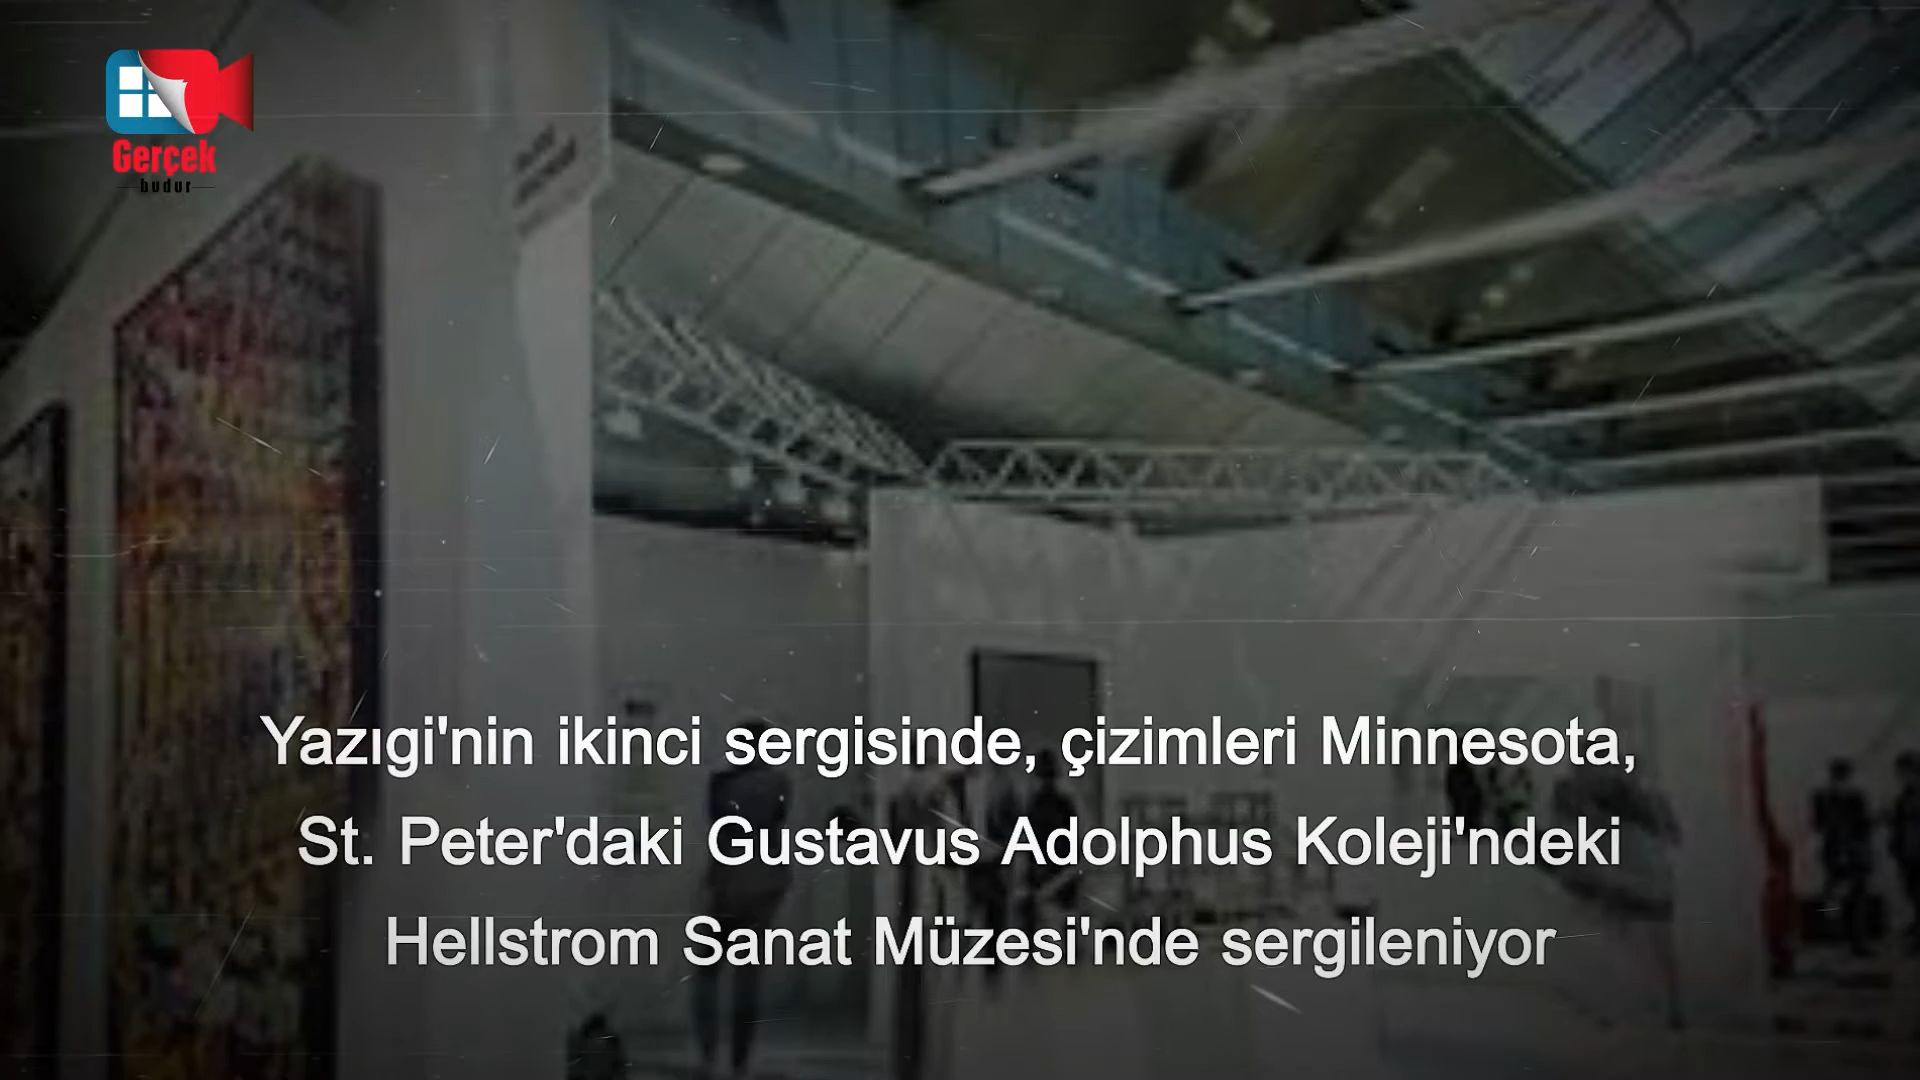 Gerçek
budur
Yazıgi'nin ikinci sergisinde, çizimleri Minnesota,
St. Peter'daki Gustavus Adolphus Koleji'ndeki
Hellstrom Sanat Müzesi'nde sergileniyor